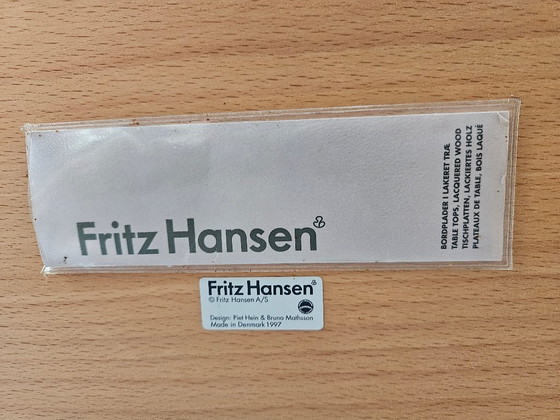 Fritz Hansen
BORDPLADER I LAKERET TRÆ
TABLE TOPS, LACQUERED WOOD
TISCHPLATTEN, LACKIERTES HOLZ
PLATEAUX DE TABLE, BOIS LAQUÉ
Fritz Hansen
© Fritz Hansen A/S
Design: Piet Hein & Bruno Mathsson
Made in Denmark 1997